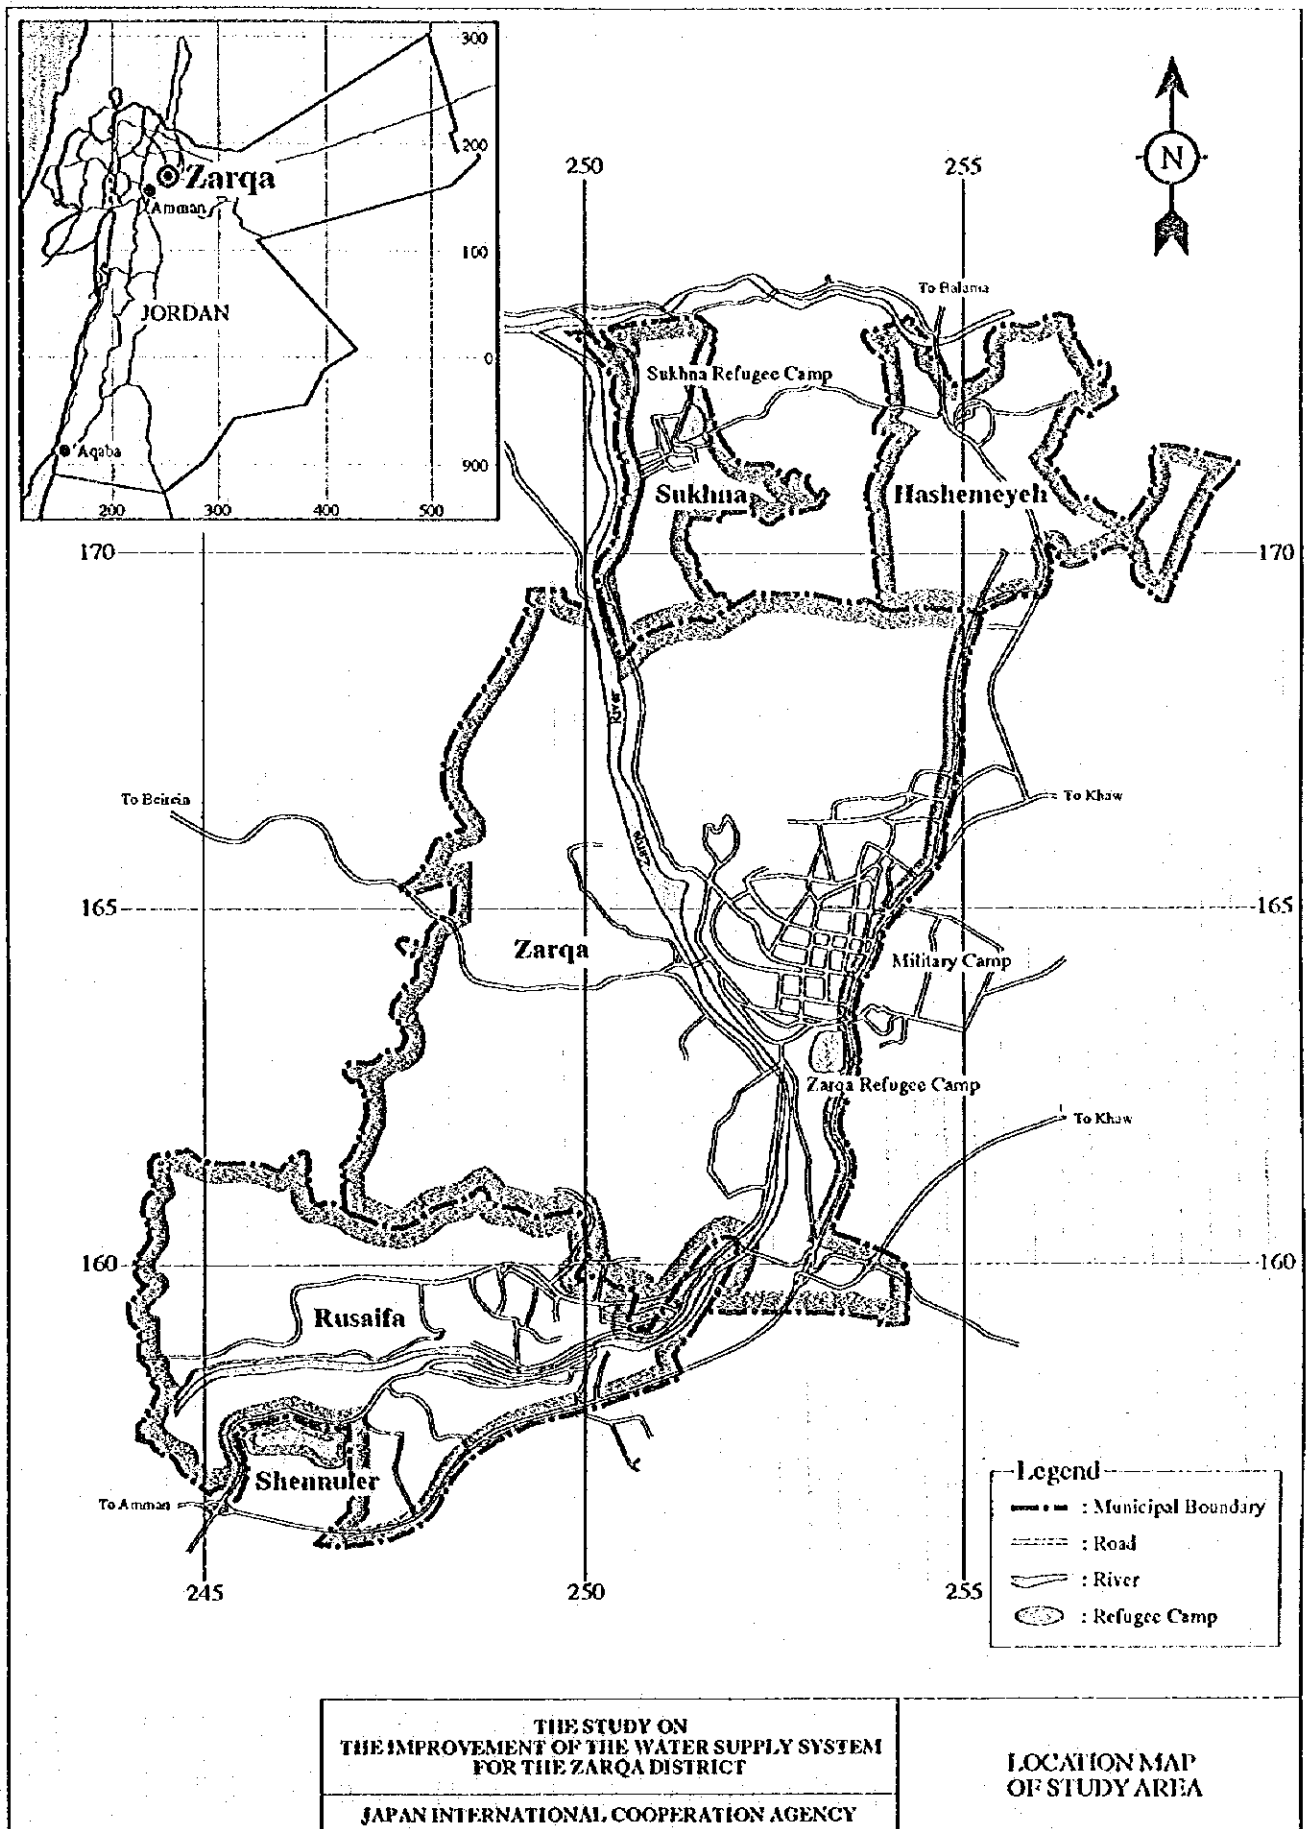 300
200
Zarqa
Amman
100
JORDAN
0
Aqaba
900
200
300
400
500
N
250
255
To Balama
Sukhna Refugee Camp
Sukhna
Hashemeyeh
170
170
River
To Beirein
To Khaw
Zarqa
165
165
Zarqa
Military Camp
Zarqa Refugee Camp
To Khaw
160
160
Rusaifa
Shennuler
To Amman
245
250
255
Legend
: Municipal Boundary
: Road
: River
: Refugee Camp
THE STUDY ON
THE IMPROVEMENT OF THE WATER SUPPLY SYSTEM
FOR THE ZARQA DISTRICT
JAPAN INTERNATIONAL COOPERATION AGENCY
LOCATION MAP
OF STUDY AREA